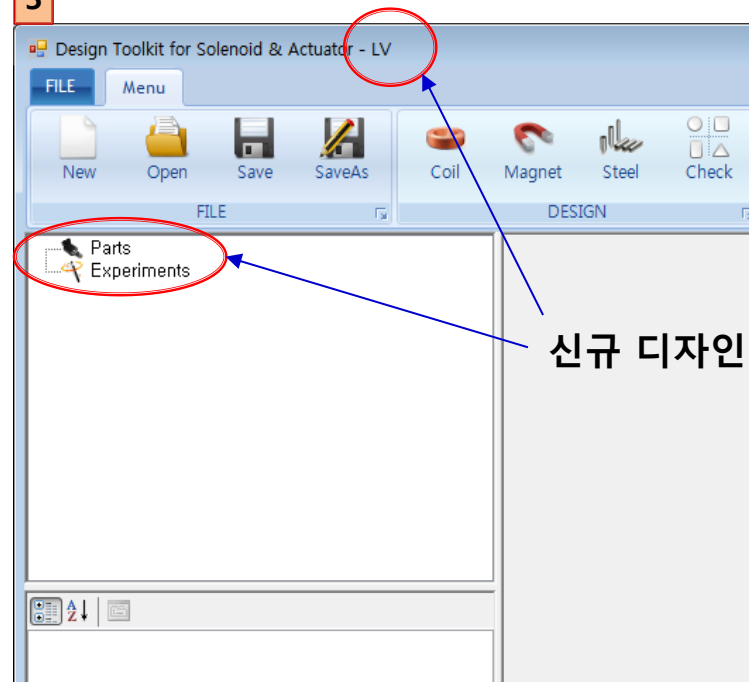 3
Design Toolkit for Solenoid & Actuator - LV
FILE Menu
New Open Save SaveAs Coil Magnet Steel Check
FILE DESIGN
Parts
Experiments
신규 디자인